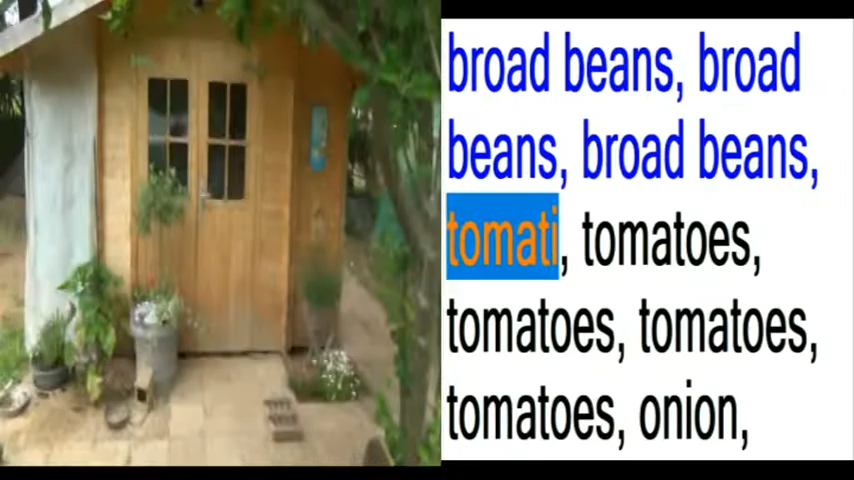 broad beans, broad
beans, broad beans,
tomati, tomatoes,
tomatoes, tomatoes,
tomatoes, onion,